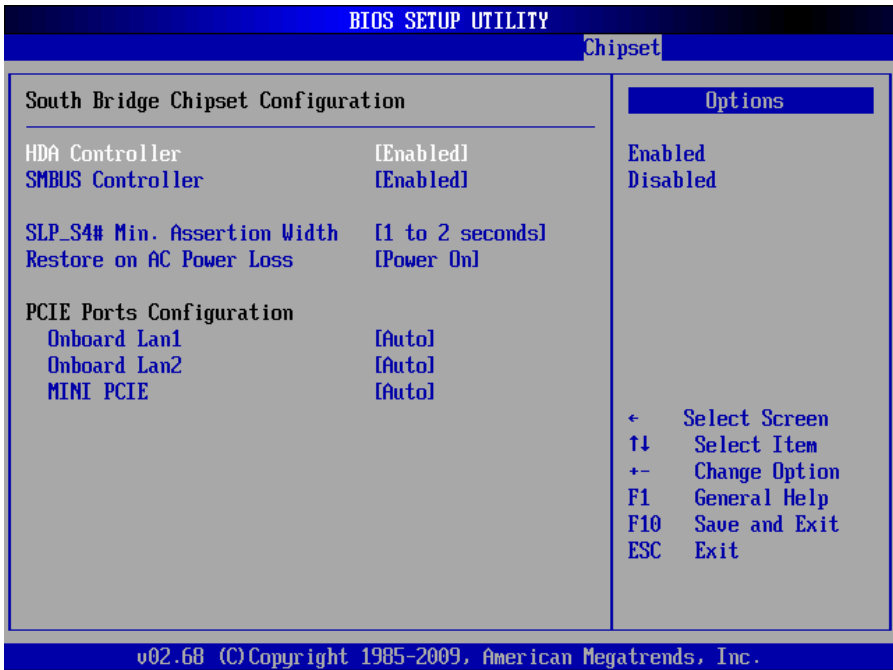 BIOS SETUP UTILITY
Chipset
South Bridge Chipset Configuration
HDA Controller [Enabled]
SMBUS Controller [Enabled]
SLP_S4# Min. Assertion Width [1 to 2 seconds]
Restore on AC Power Loss [Power On]
PCIE Ports Configuration
Onboard Lan1 [Auto]
Onboard Lan2 [Auto]
MINI PCIE [Auto]
Options
Enabled
Disabled
← Select Screen
↑↓ Select Item
+- Change Option
F1 General Help
F10 Save and Exit
ESC Exit
v02.68 (C)Copyright 1985-2009, American Megatrends, Inc.